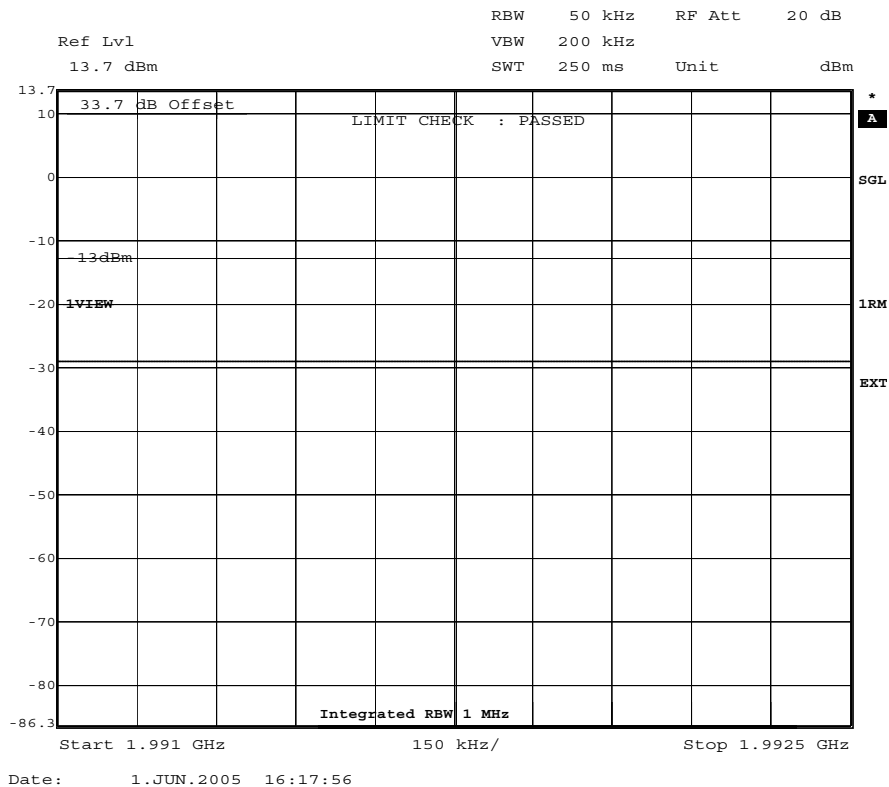 RBW 50 kHz RF Att 20 dB
Ref Lvl VBW 200 kHz
13.7 dBm SWT 250 ms Unit dBm
13.7
33.7 dB Offset
*
10
LIMIT CHECK : PASSED
A
0
SGL
-10
-13dBm
-20
1VIEW
1RM
-30
EXT
-40
-50
-60
-70
-80
Integrated RBW 1 MHz
-86.3
Start 1.991 GHz 150 kHz/ Stop 1.9925 GHz
Date: 1.JUN.2005 16:17:56